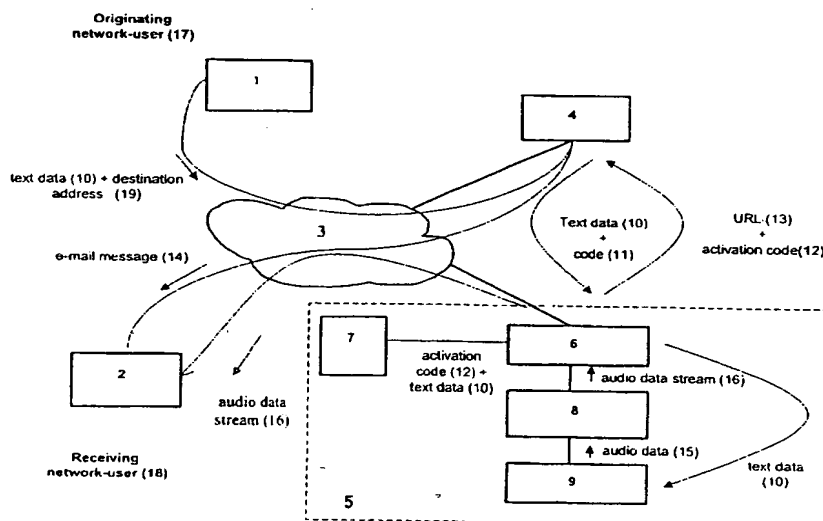 Originating
network-user (17)
1
4
text data (10) + destination
address (19)
3
Text data (10)
+
code (11)
URL (13)
+
activation code(12)
e-mail message (14)
7
6
activation
code (12) +
text data (10)
2
audio data
stream (16)
audio data stream (16)
8
audio data (15)
text data
(10)
9
Receiving
network-user (18)
5